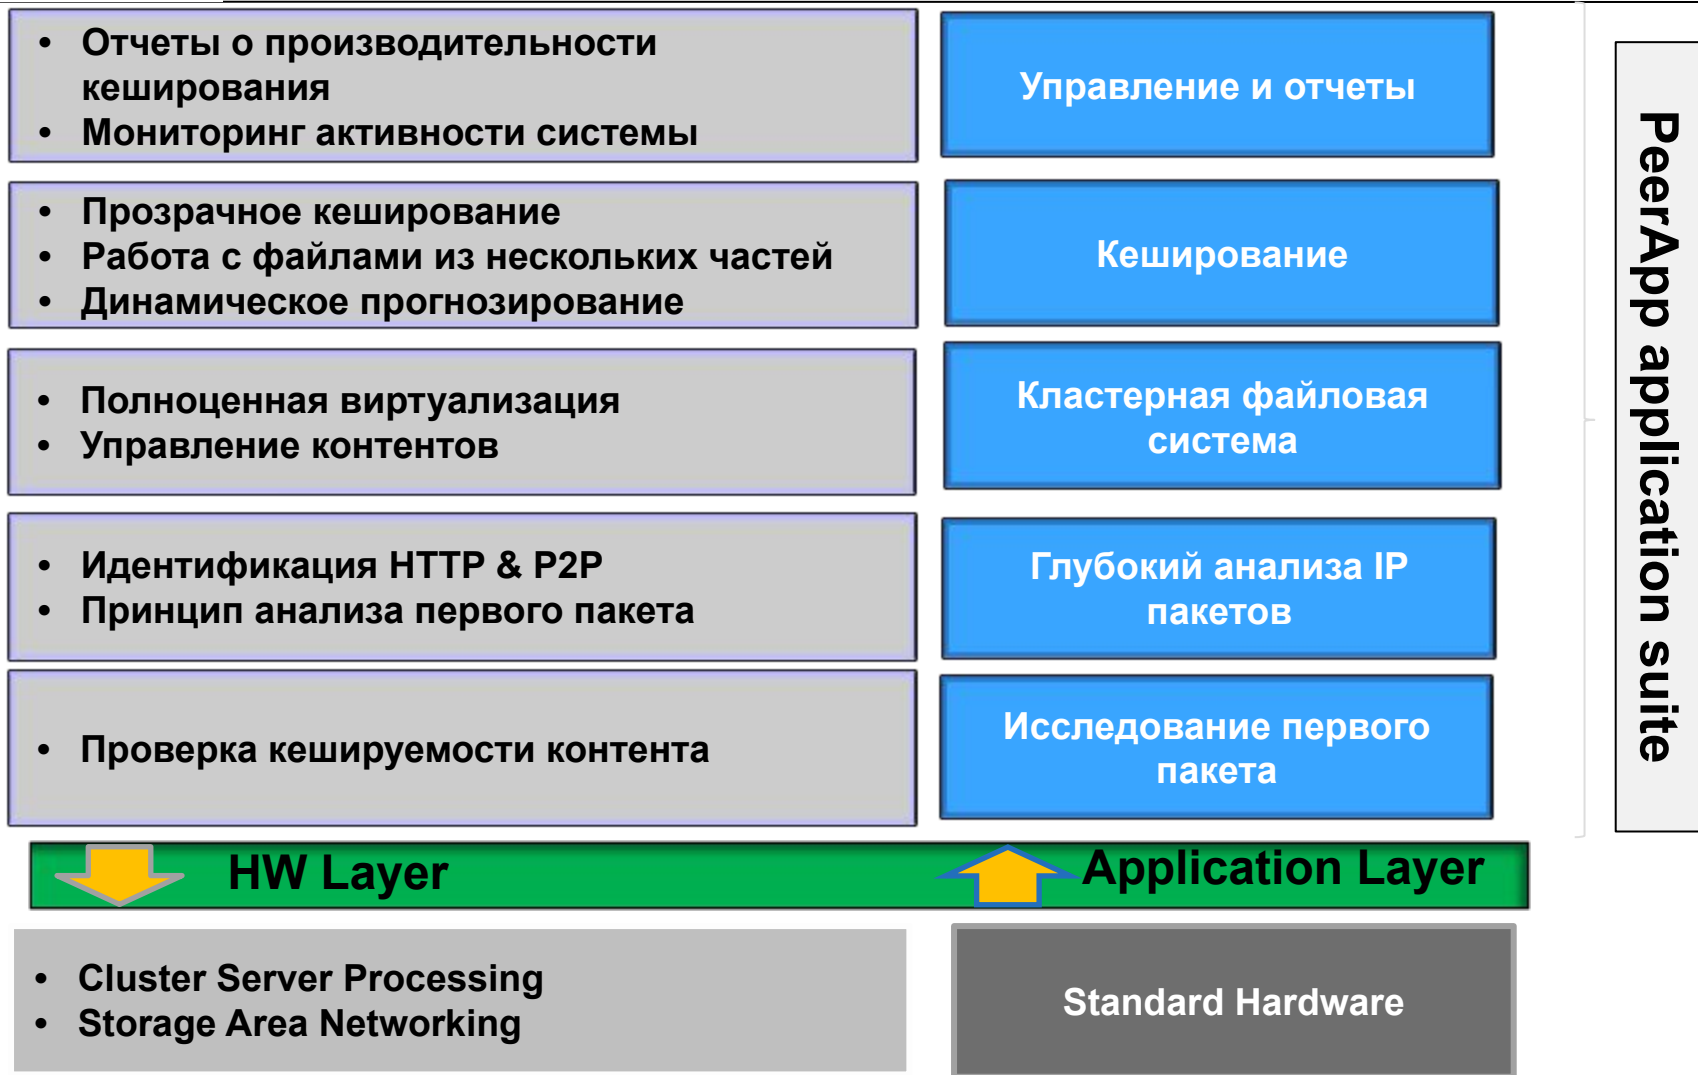 • Отчеты о производительности
кеширования
• Мониторинг активности системы
Управление и отчеты
• Прозрачное кеширование
• Работа с файлами из нескольких частей
• Динамическое прогнозирование
Кеширование
• Полноценная виртуализация
• Управление контентов
Кластерная файловая
система
• Идентификация HTTP & P2P
• Принцип анализа первого пакета
Глубокий анализа IP
пакетов
• Проверка кешируемости контента
Исследование первого
пакета
PeerApp application suite
HW Layer
Application Layer
• Cluster Server Processing
• Storage Area Networking
Standard Hardware